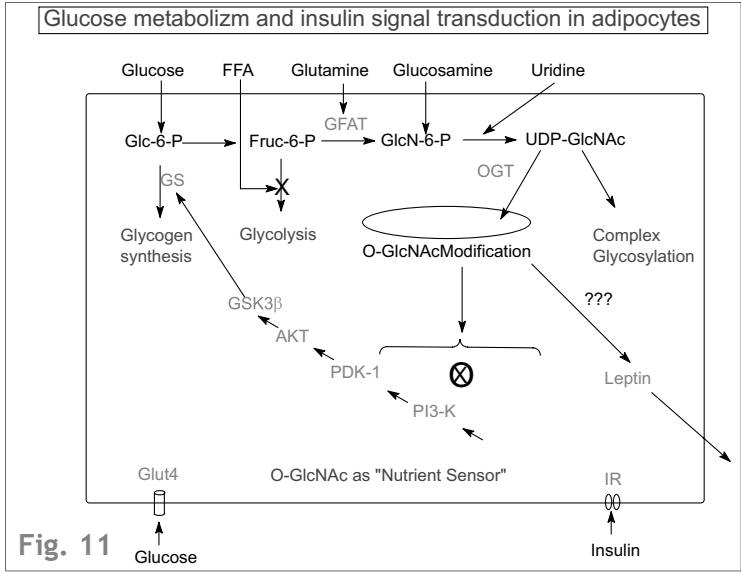 Glucose metabolizm and insulin signal transduction in adipocytes
Glucose FFA Glutamine Glucosamine Uridine
GFAT
Glc-6-P Fruc-6-P GlcN-6-P UDP-GlcNAc
OGT
GS
X
Glycogen
synthesis
Glycolysis
O-GlcNAcModification
Complex
Glycosylation
GSK3β
???
AKT
PDK-1
Leptin
PI3-K
Glut4
O-GlcNAc as "Nutrient Sensor"
IR
Fig. 11
Glucose
Insulin